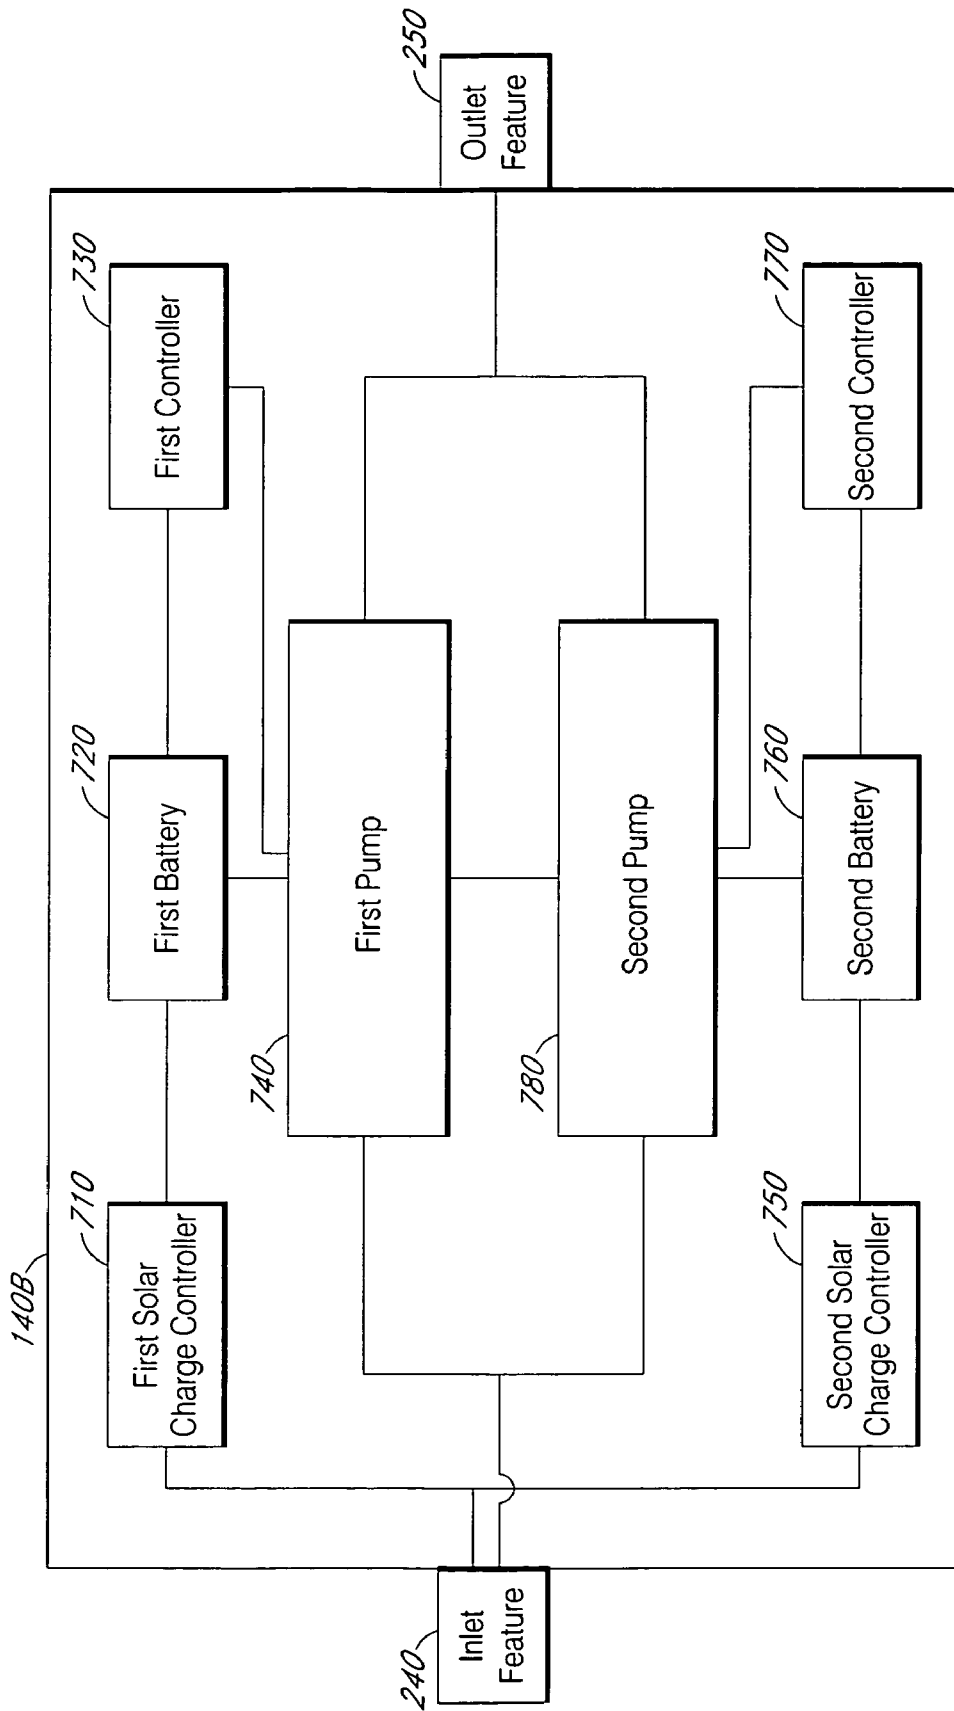 140B
710
First Solar
Charge Controller
720
First Battery
730
First Controller
740
First Pump
240
Inlet
Feature
250
Outlet
Feature
780
Second Pump
750
Second Solar
Charge Controller
760
Second Battery
770
Second Controller